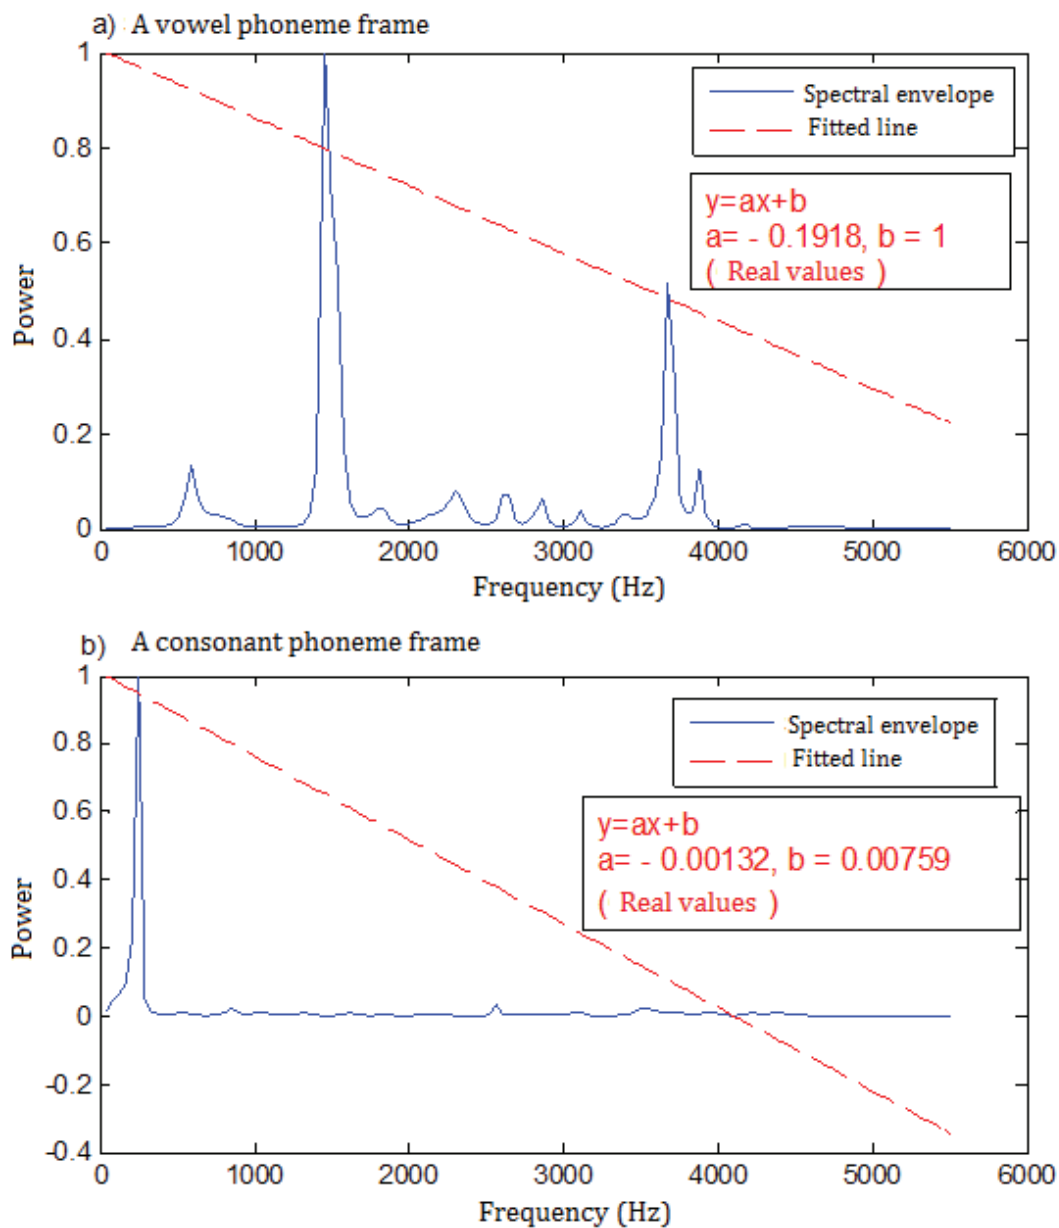 a) A vowel phoneme frame
1
0.8
0.6
0.4
0.2
0
Power
Spectral envelope
Fitted line
y=ax+b
a= - 0.1918, b = 1
( Real values )
0 1000 2000 3000 4000 5000 6000
Frequency (Hz)
b) A consonant phoneme frame
1
0.8
0.6
0.4
0.2
0
-0.2
-0.4
Power
Spectral envelope
Fitted line
y=ax+b
a= - 0.00132, b = 0.00759
( Real values )
0 1000 2000 3000 4000 5000 6000
Frequency (Hz)